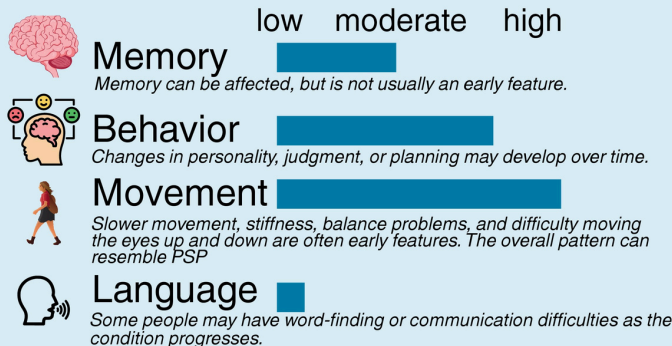 low moderate high
Memory
Memory can be affected, but is not usually an early feature.
Behavior
Changes in personality, judgment, or planning may develop over time.
Movement
Slower movement, stiffness, balance problems, and difficulty moving
the eyes up and down are often early features. The overall pattern can
resemble PSP
Language
Some people may have word-finding or communication difficulties as the
condition progresses.